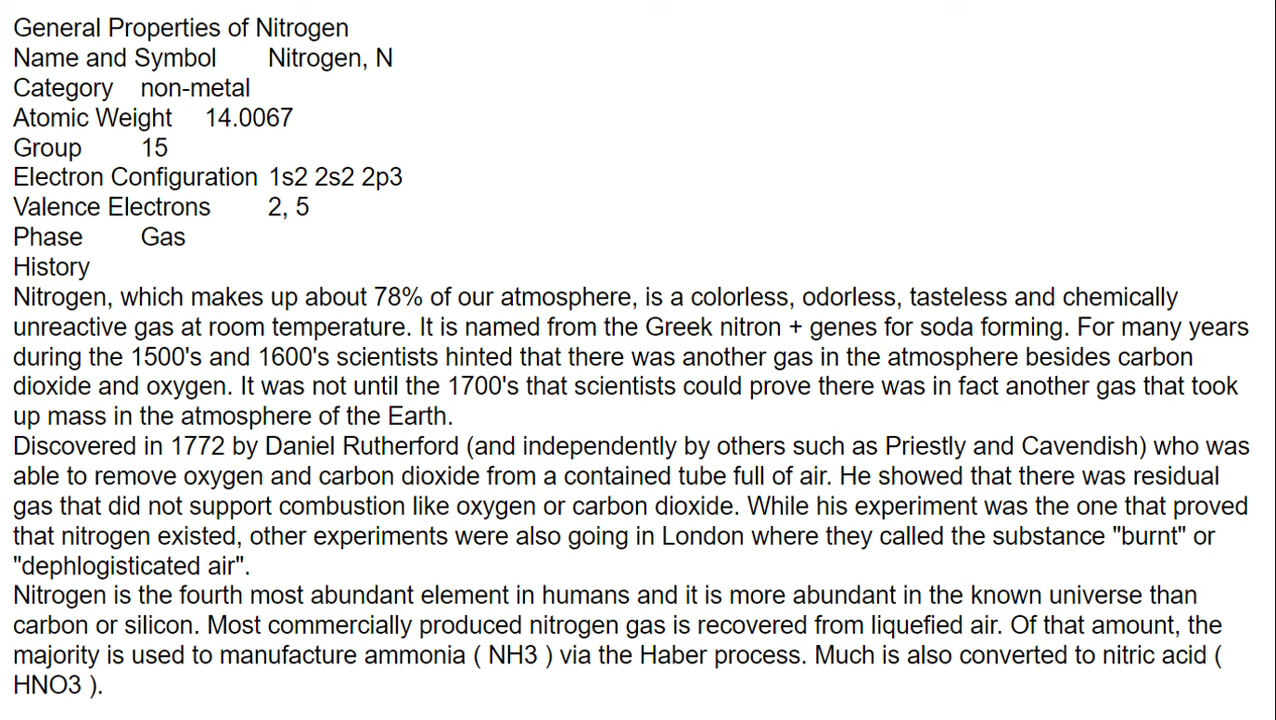 General Properties of Nitrogen
Name and Symbol Nitrogen, N
Category non-metal
Atomic Weight 14.0067
Group 15
Electron Configuration 1s2 2s2 2p3
Valence Electrons 2, 5
Phase Gas
History
Nitrogen, which makes up about 78% of our atmosphere, is a colorless, odorless, tasteless and chemically
unreactive gas at room temperature. It is named from the Greek nitron + genes for soda forming. For many years
during the 1500's and 1600's scientists hinted that there was another gas in the atmosphere besides carbon
dioxide and oxygen. It was not until the 1700's that scientists could prove there was in fact another gas that took
up mass in the atmosphere of the Earth.
Discovered in 1772 by Daniel Rutherford (and independently by others such as Priestly and Cavendish) who was
able to remove oxygen and carbon dioxide from a contained tube full of air. He showed that there was residual
gas that did not support combustion like oxygen or carbon dioxide. While his experiment was the one that proved
that nitrogen existed, other experiments were also going in London where they called the substance "burnt" or
"dephlogisticated air".
Nitrogen is the fourth most abundant element in humans and it is more abundant in the known universe than
carbon or silicon. Most commercially produced nitrogen gas is recovered from liquefied air. Of that amount, the
majority is used to manufacture ammonia ( NH3 ) via the Haber process. Much is also converted to nitric acid (
HNO3 ).